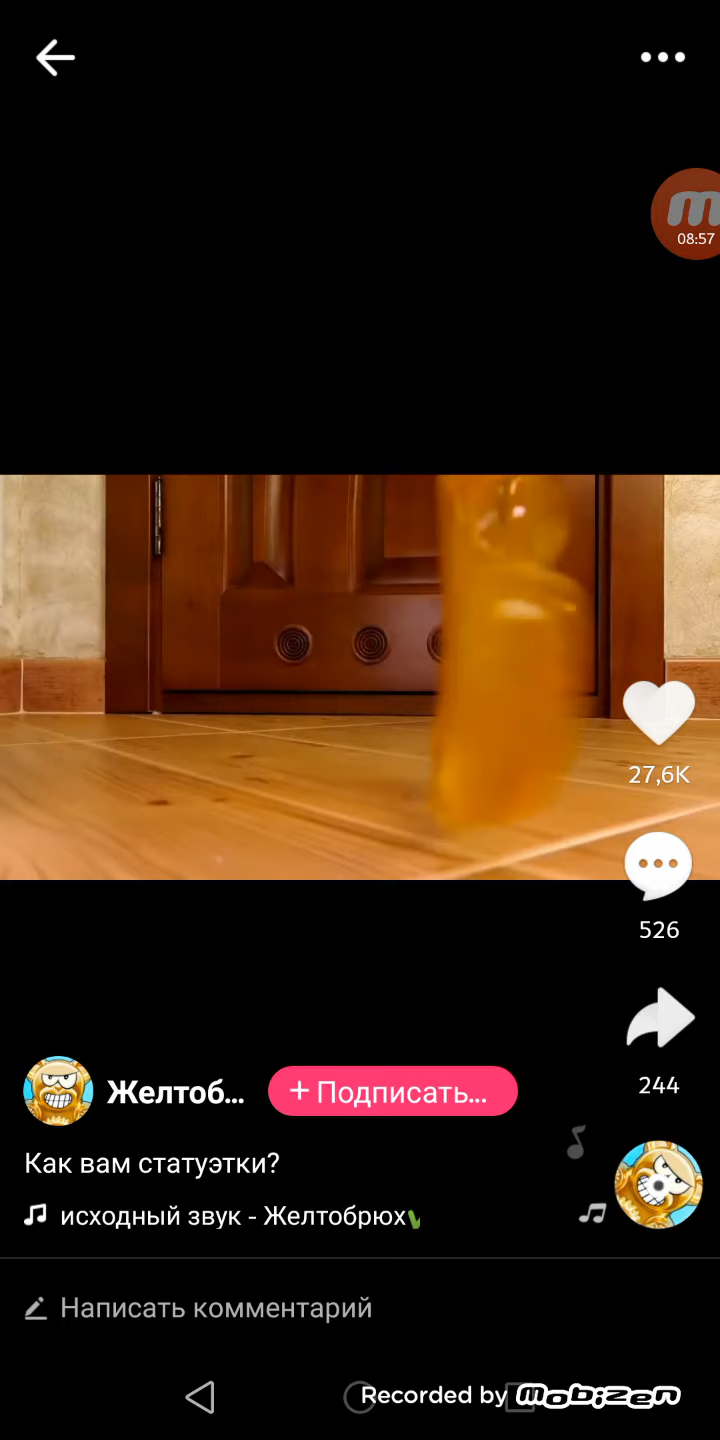 08:57
27,6K
526
244
Желтоб...
+ Подписать...
Как вам статуэтки?
исходный звук - Желтобрюх
Написать комментарий
Recorded by Mobizen